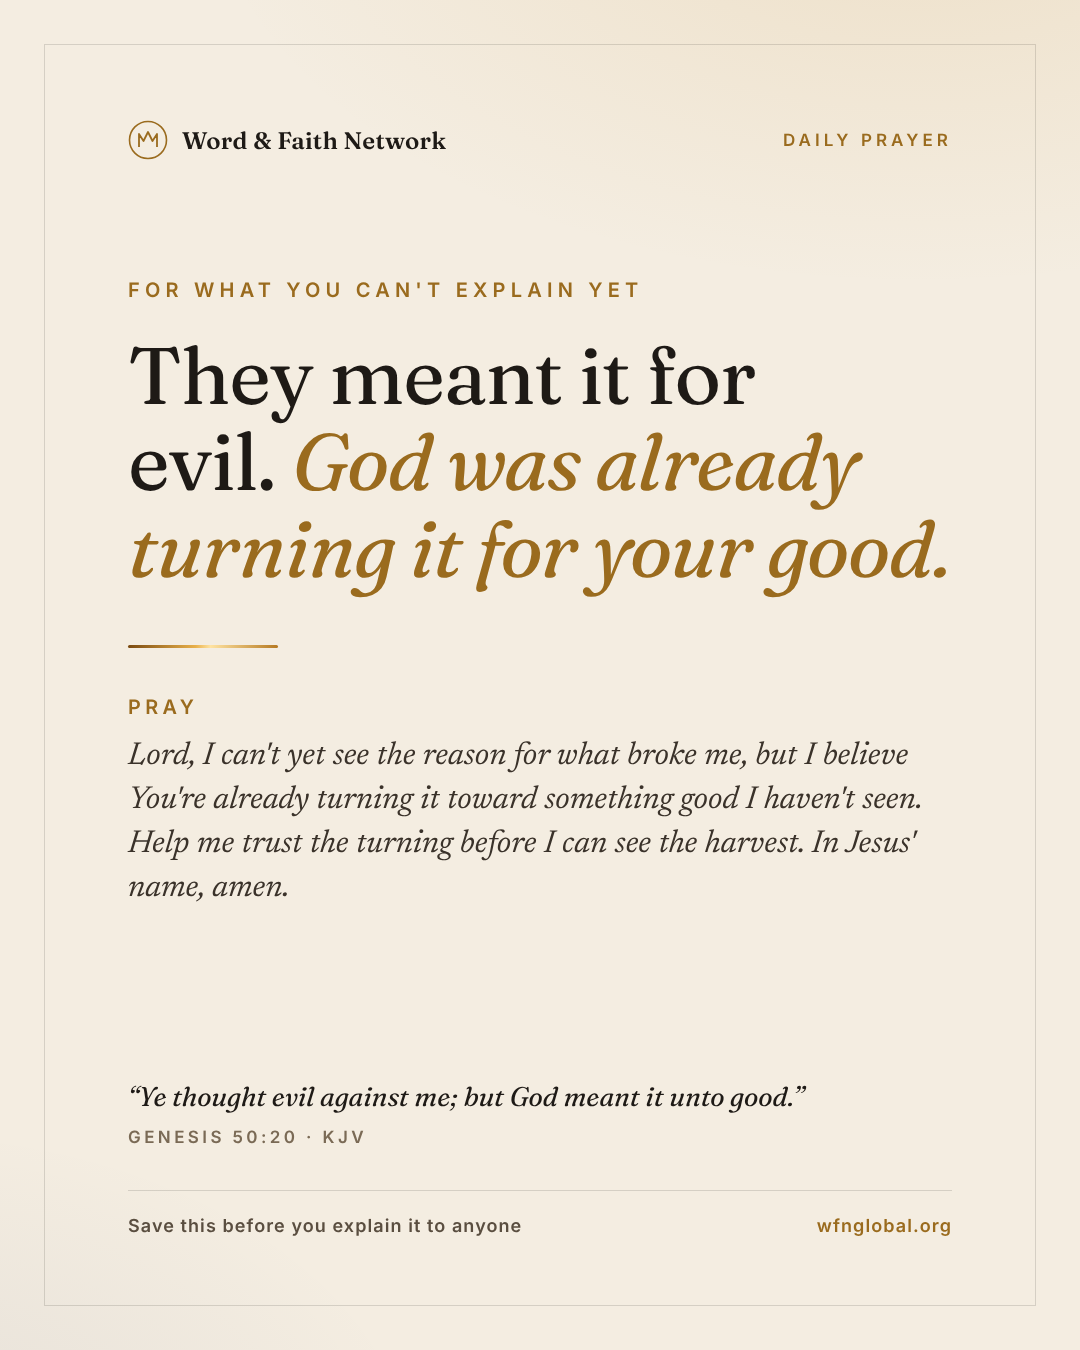 Word & Faith Network
DAILY PRAYER
FOR WHAT YOU CAN'T EXPLAIN YET
They meant it for
evil. God was already
turning it for your good.
PRAY
Lord, I can't yet see the reason for what broke me, but I believe
You're already turning it toward something good I haven't seen.
Help me trust the turning before I can see the harvest. In Jesus'
name, amen.
“Ye thought evil against me; but God meant it unto good.”
GENESIS 50:20 · KJV
Save this before you explain it to anyone
wfnglobal.org